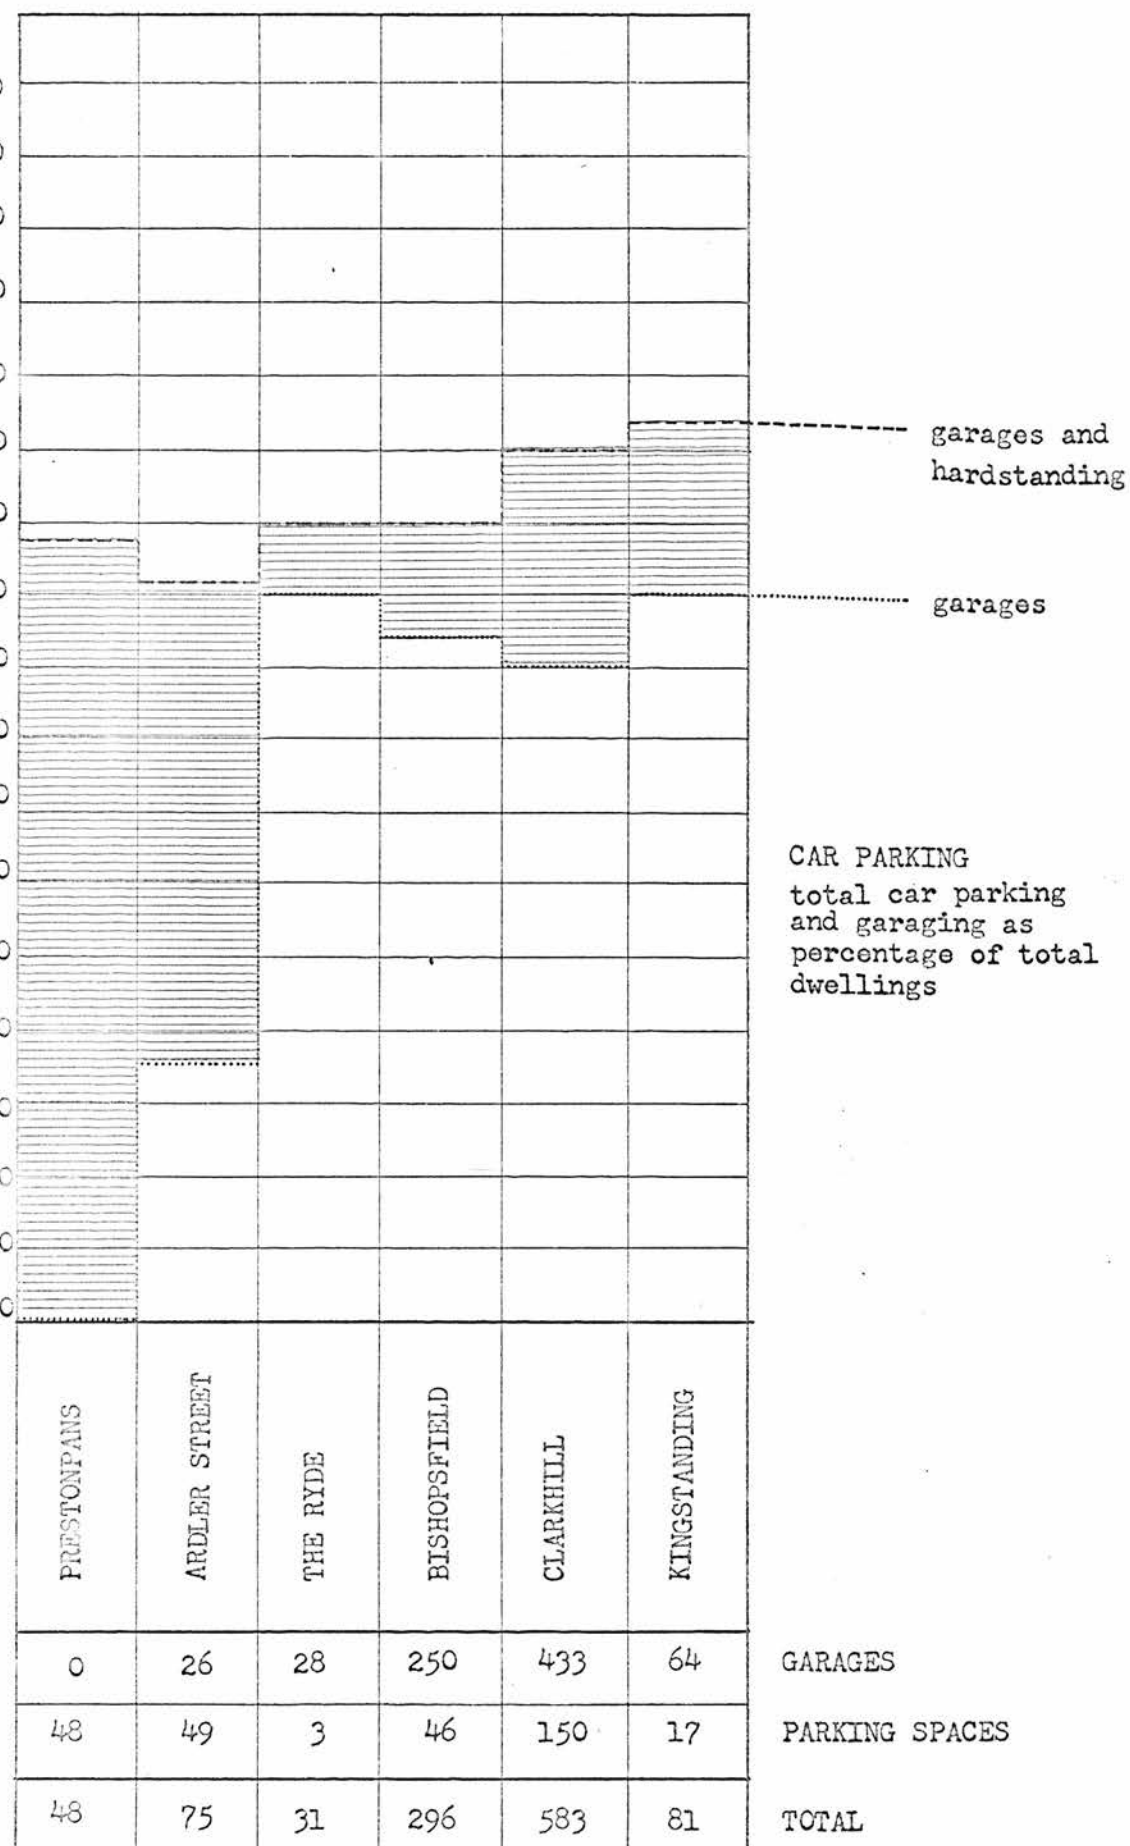 garages and
hardstanding
garages
CAR PARKING
total car parking
and garaging as
percentage of total
dwellings
PRESTONPANS
ARDLER STREET
THE RYDE
BISHOPSFIELD
CLARKHILL
KINGSTANDING
0 26 28 250 433 64 GARAGES
48 49 3 46 150 17 PARKING SPACES
48 75 31 296 583 81 TOTAL